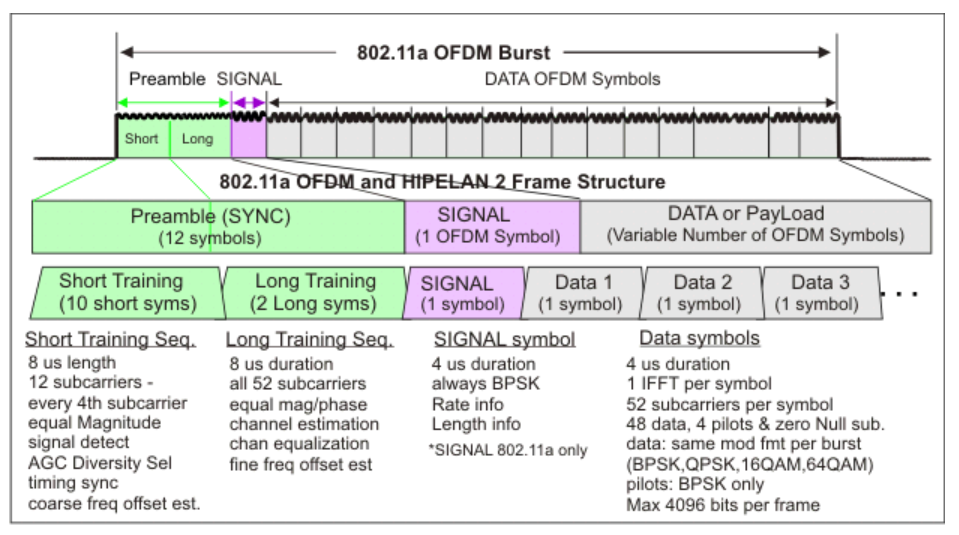 802.11a OFDM Burst
Preamble SIGNAL DATA OFDM Symbols
Short Long
802.11a OFDM and HIPELAN 2 Frame Structure
Preamble (SYNC)
(12 symbols)
SIGNAL
(1 OFDM Symbol)
DATA or PayLoad
(Variable Number of OFDM Symbols)
Short Training
(10 short syms)
Long Training
(2 Long syms)
SIGNAL
(1 symbol)
Data 1
(1 symbol)
Data 2
(1 symbol)
Data 3
(1 symbol)
. . .
Short Training Seq.
8 us length
12 subcarriers -
every 4th subcarrier
equal Magnitude
signal detect
AGC Diversity Sel
timing sync
coarse freq offset est.
Long Training Seq.
8 us duration
all 52 subcarriers
equal mag/phase
channel estimation
chan equalization
fine freq offset est
SIGNAL symbol
4 us duration
always BPSK
Rate info
Length info
*SIGNAL 802.11a only
Data symbols
4 us duration
1 IFFT per symbol
52 subcarriers per symbol
48 data, 4 pilots & zero Null sub.
data: same mod fmt per burst
(BPSK,QPSK,16QAM,64QAM)
pilots: BPSK only
Max 4096 bits per frame